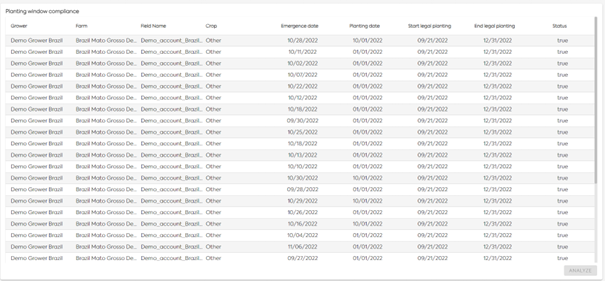 Planting window compliance
Grower Farm Field Name Crop Emergence date Planting date Start legal planting End legal planting Status
Demo Grower Brazil Brazil Mato Grosso De... Demo_account_Brazil... Other 10/28/2022 10/01/2022 09/21/2022 12/31/2022 true
Demo Grower Brazil Brazil Mato Grosso De... Demo_account_Brazil... Other 10/11/2022 01/01/2022 09/21/2022 12/31/2022 true
Demo Grower Brazil Brazil Mato Grosso De... Demo_account_Brazil... Other 10/02/2022 01/01/2022 09/21/2022 12/31/2022 true
Demo Grower Brazil Brazil Mato Grosso De... Demo_account_Brazil... Other 10/07/2022 01/01/2022 09/21/2022 12/31/2022 true
Demo Grower Brazil Brazil Mato Grosso De... Demo_account_Brazil... Other 10/22/2022 01/01/2022 09/21/2022 12/31/2022 true
Demo Grower Brazil Brazil Mato Grosso De... Demo_account_Brazil... Other 10/12/2022 01/01/2022 09/21/2022 12/31/2022 true
Demo Grower Brazil Brazil Mato Grosso De... Demo_account_Brazil... Other 10/18/2022 01/01/2022 09/21/2022 12/31/2022 true
Demo Grower Brazil Brazil Mato Grosso De... Demo_account_Brazil... Other 09/30/2022 01/01/2022 09/21/2022 12/31/2022 true
Demo Grower Brazil Brazil Mato Grosso De... Demo_account_Brazil... Other 10/25/2022 01/01/2022 09/21/2022 12/31/2022 true
Demo Grower Brazil Brazil Mato Grosso De... Demo_account_Brazil... Other 10/18/2022 01/01/2022 09/21/2022 12/31/2022 true
Demo Grower Brazil Brazil Mato Grosso De... Demo_account_Brazil... Other 10/13/2022 01/01/2022 09/21/2022 12/31/2022 true
Demo Grower Brazil Brazil Mato Grosso De... Demo_account_Brazil... Other 10/10/2022 01/01/2022 09/21/2022 12/31/2022 true
Demo Grower Brazil Brazil Mato Grosso De... Demo_account_Brazil... Other 10/30/2022 10/01/2022 09/21/2022 12/31/2022 true
Demo Grower Brazil Brazil Mato Grosso De... Demo_account_Brazil... Other 09/28/2022 01/01/2022 09/21/2022 12/31/2022 true
Demo Grower Brazil Brazil Mato Grosso De... Demo_account_Brazil... Other 10/29/2022 10/01/2022 09/21/2022 12/31/2022 true
Demo Grower Brazil Brazil Mato Grosso De... Demo_account_Brazil... Other 10/26/2022 01/01/2022 09/21/2022 12/31/2022 true
Demo Grower Brazil Brazil Mato Grosso De... Demo_account_Brazil... Other 10/16/2022 10/01/2022 09/21/2022 12/31/2022 true
Demo Grower Brazil Brazil Mato Grosso De... Demo_account_Brazil... Other 10/04/2022 01/01/2022 09/21/2022 12/31/2022 true
Demo Grower Brazil Brazil Mato Grosso De... Demo_account_Brazil... Other 11/06/2022 01/01/2022 09/21/2022 12/31/2022 true
Demo Grower Brazil Brazil Mato Grosso De... Demo_account_Brazil... Other 09/27/2022 01/01/2022 09/21/2022 12/31/2022 true
ANALIZE